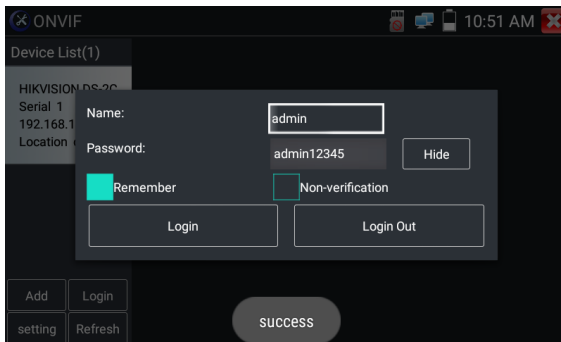 ONVIF
10:51 AM
Device List(1)
HIKVISION DS-2C
Serial 1
192.168.1
Location
Name:
admin
Password:
admin12345
Hide
Remember
Non-verification
Login
Login Out
Add
Login
setting
Refresh
success